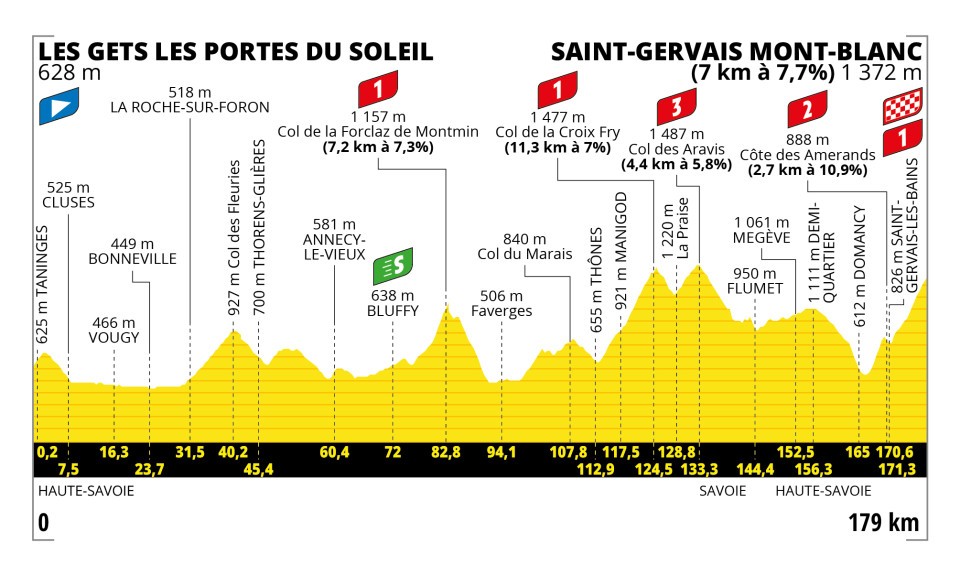 LES GETS LES PORTES DU SOLEIL
628 m
SAINT-GERVAIS MONT-BLANC
(7 km à 7,7%) 1 372 m
625 m TANINGES
525 m
CLUSES
466 m
VOUGY
449 m
BONNEVILLE
518 m
LA ROCHE-SUR-FORON
927 m Col des Fleuries
700 m THORENS-GLIÈRES
581 m
ANNECY-
LE-VIEUX
S
638 m
BLUFFY
1
1 157 m
Col de la Forclaz de Montmin
(7,2 km à 7,3%)
506 m
Faverges
840 m
Col du Marais
655 m THÔNES
921 m MANIGOD
1
1 477 m
Col de la Croix Fry
(11,3 km à 7%)
1 220 m
La Praise
3
1 487 m
Col des Aravis
(4,4 km à 5,8%)
950 m
FLUMET
1 061 m
MEGÈVE
1 111 m DEMI-
QUARTIER
612 m DOMANCY
2
888 m
Côte des Amerands
(2,7 km à 10,9%)
826 m SAINT-
GERVAIS-LES-BAINS
1
0,2 16,3 31,5 40,2 60,4 72 82,8 94,1 107,8 117,5 128,8 152,5 165 170,6
7,5 23,7 45,4 112,9 124,5 133,3 144,4 156,3 171,3
HAUTE-SAVOIE SAVOIE HAUTE-SAVOIE
0 179 km